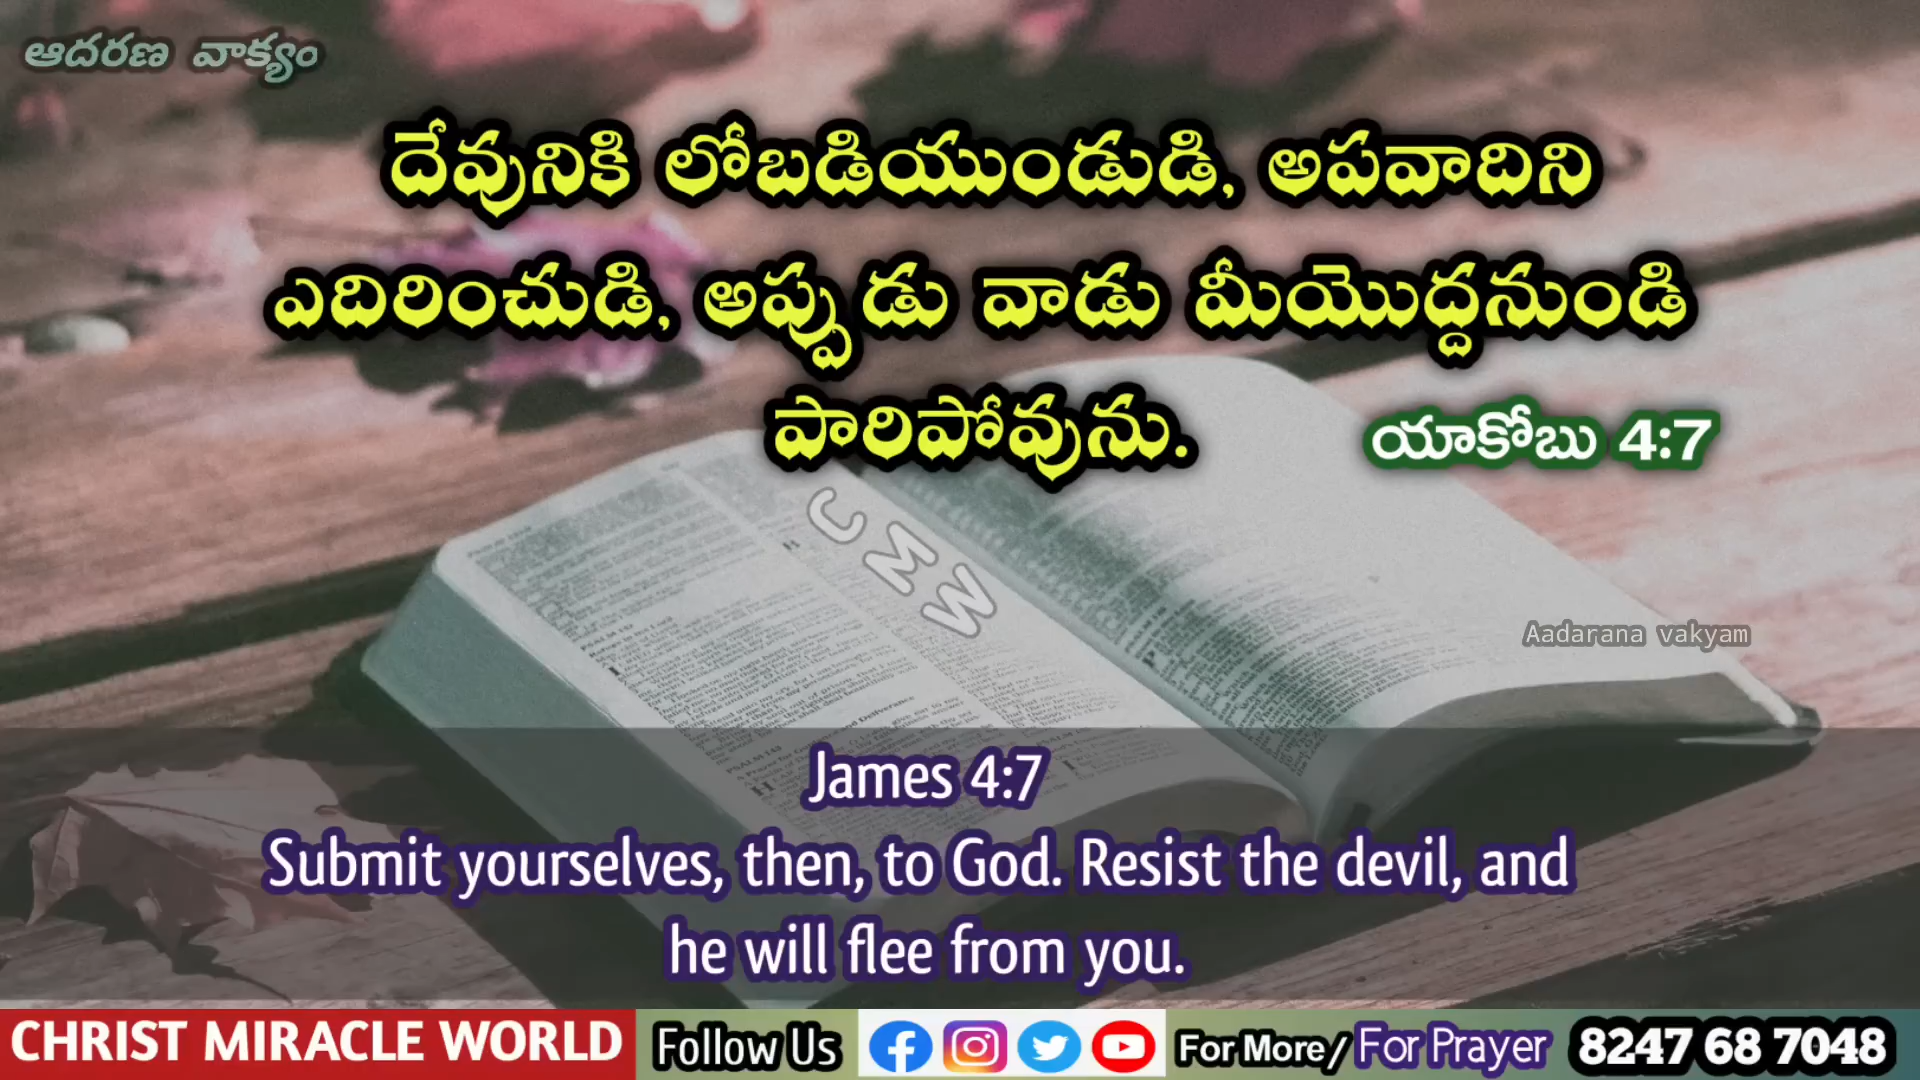 ఆదరణ వాక్యం
దేవునికి లోబడియుండుడి, అపవాదిని
ఎదిరించుడి, అప్పుడు వాడు మీయొద్దనుండి
పారిపోవును.
యాకోబు 4:7
C M W
Aadarana vakyam
James 4:7
Submit yourselves, then, to God. Resist the devil, and
he will flee from you.
CHRIST MIRACLE WORLD Follow Us For More/ For Prayer 8247 68 7048